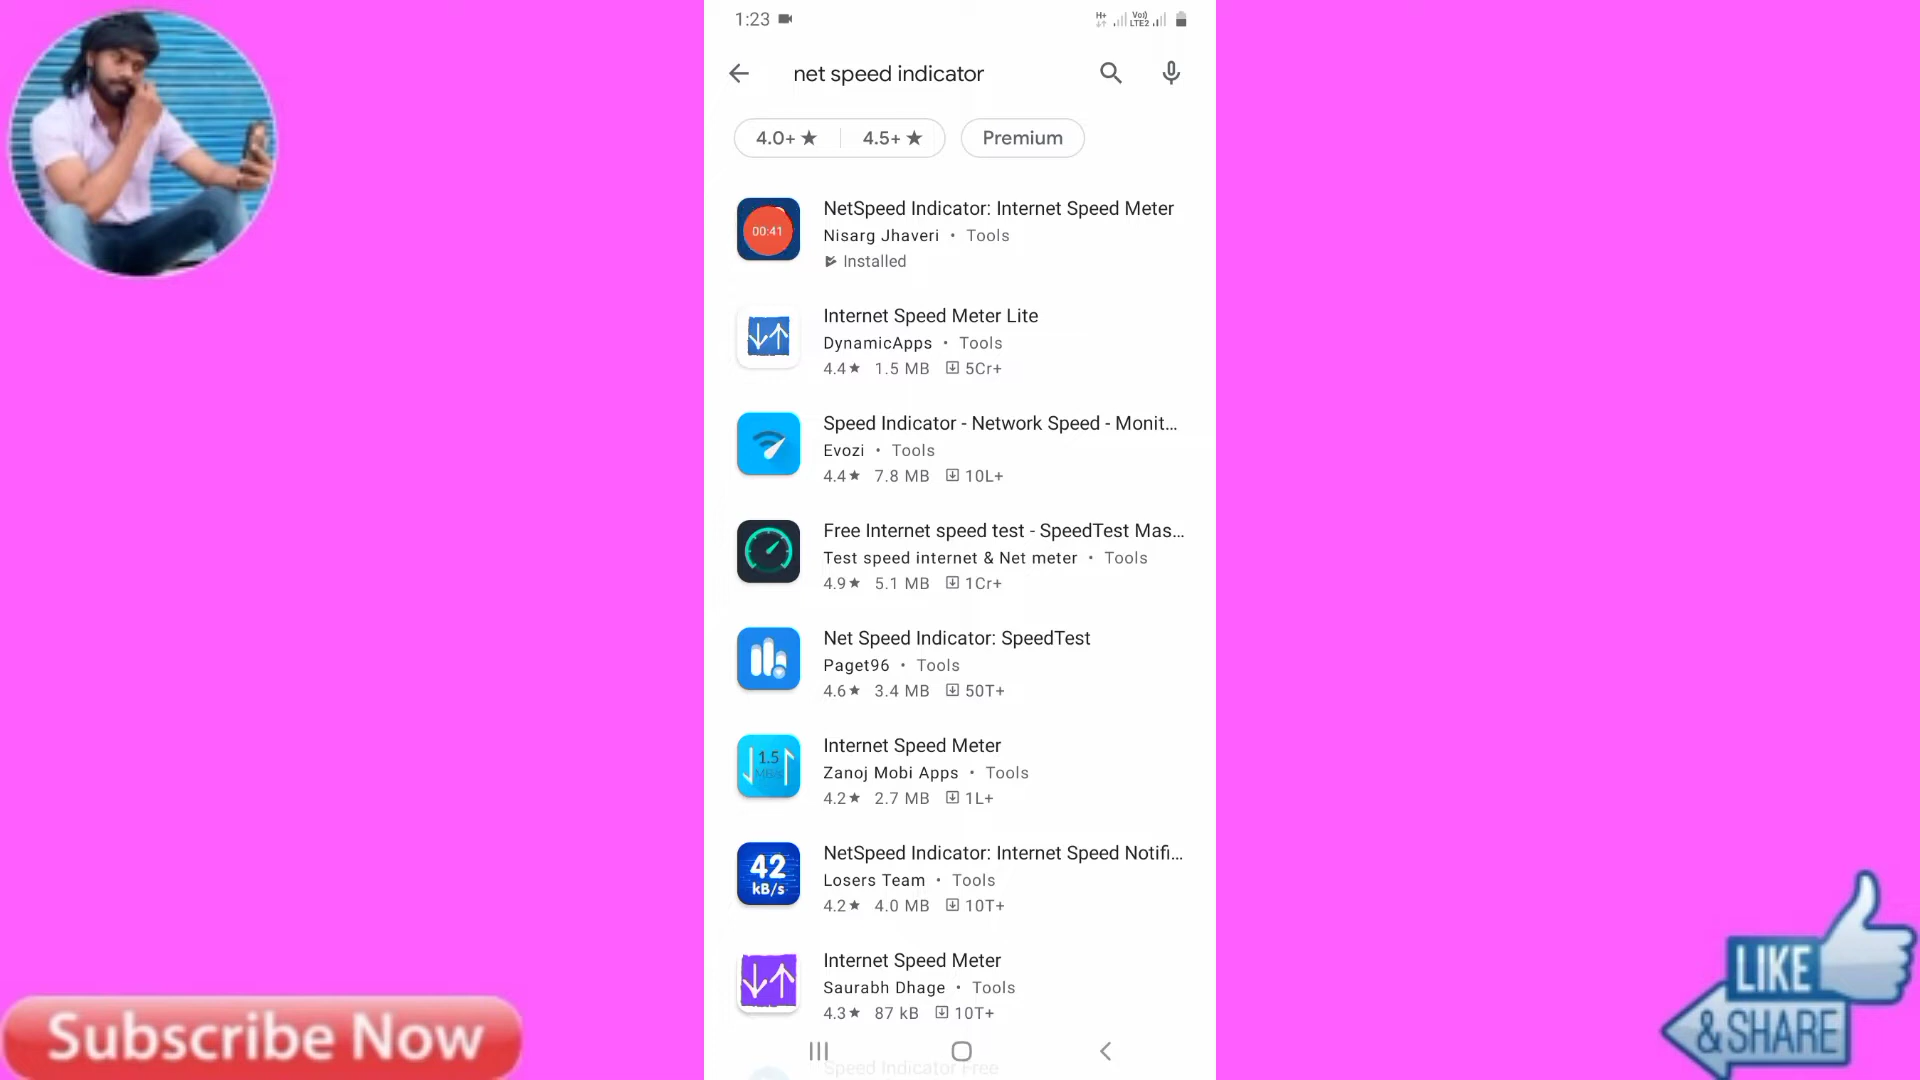 1:23
H+
Vo)
LTE2
net speed indicator
4.0+ ★
4.5+ ★
Premium
00:41
NetSpeed Indicator: Internet Speed Meter
Nisarg Jhaveri • Tools
Installed
Internet Speed Meter Lite
DynamicApps • Tools
4.4★ 1.5 MB 5Cr+
Speed Indicator - Network Speed - Monit...
Evozi • Tools
4.4★ 7.8 MB 10L+
Free Internet speed test - SpeedTest Mas...
Test speed internet & Net meter • Tools
4.9★ 5.1 MB 1Cr+
Net Speed Indicator: SpeedTest
Paget96 • Tools
4.6★ 3.4 MB 50T+
1.5
MB/s
Internet Speed Meter
Zanoj Mobi Apps • Tools
4.2★ 2.7 MB 1L+
42
kB/s
NetSpeed Indicator: Internet Speed Notifi...
Losers Team • Tools
4.2★ 4.0 MB 10T+
Internet Speed Meter
Saurabh Dhage • Tools
4.3★ 87 kB 10T+
Speed Indicator Free
Subscribe Now
LIKE
& SHARE